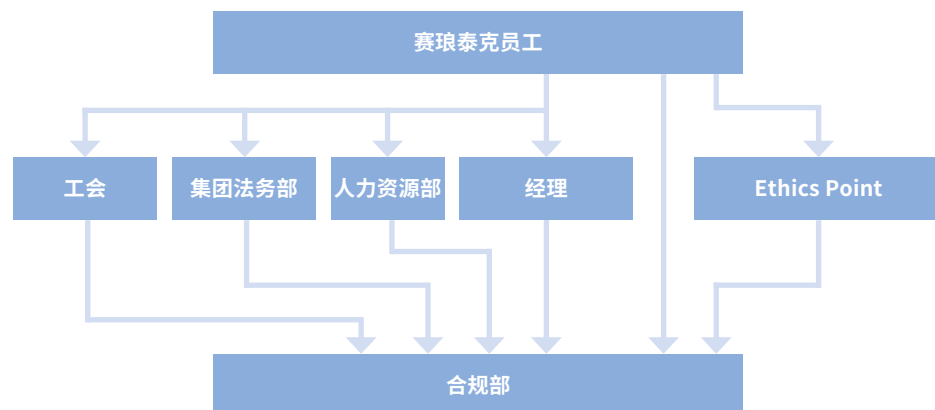 赛琅泰克员工
工会
集团法务部
人力资源部
经理
Ethics Point
合规部